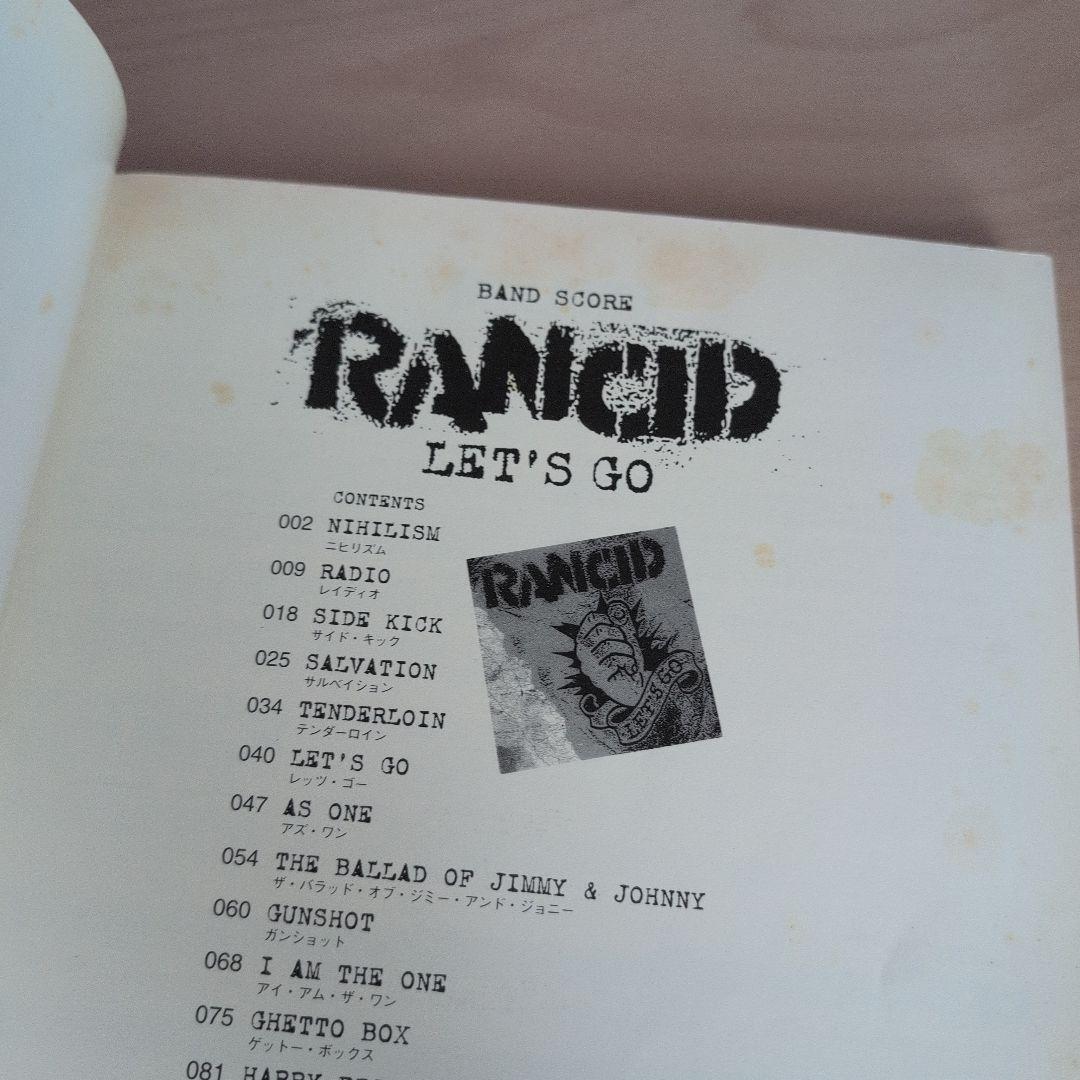 BAND SCORE
RANCID
LET'S GO
CONTENTS
002 NIHILISM
ニヒリズム
009 RADIO
レイディオ
018 SIDE KICK
サイド・キック
025 SALVATION
サルベイション
034 TENDERLOIN
テンダーロイン
040 LET'S GO
レッツ・ゴー
047 AS ONE
アズ・ワン
054 THE BALLAD OF JIMMY & JOHNNY
ザ・バラッド・オブ・ジミー・アンド・ジョニー
060 GUNSHOT
ガンショット
068 I AM THE ONE
アイ・アム・ザ・ワン
075 GHETTO BOX
ゲットー・ボックス
081 HARRY
RANCID
LET'S GO